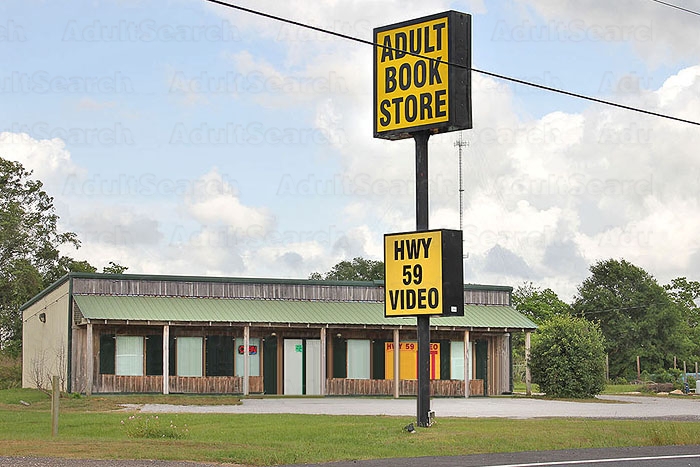 ADULT
BOOK
STORE
HWY
59
VIDEO
HWY 59
AdultSearch